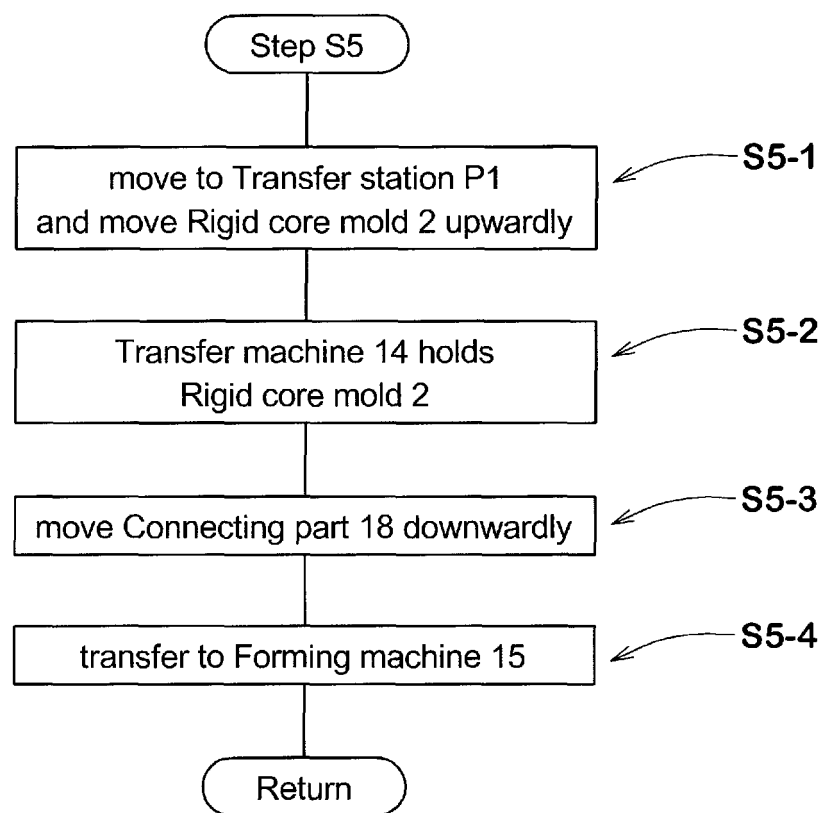 Step S5
move to Transfer station P1
and move Rigid core mold 2 upwardly
S5-1
Transfer machine 14 holds
Rigid core mold 2
S5-2
move Connecting part 18 downwardly
S5-3
transfer to Forming machine 15
S5-4
Return